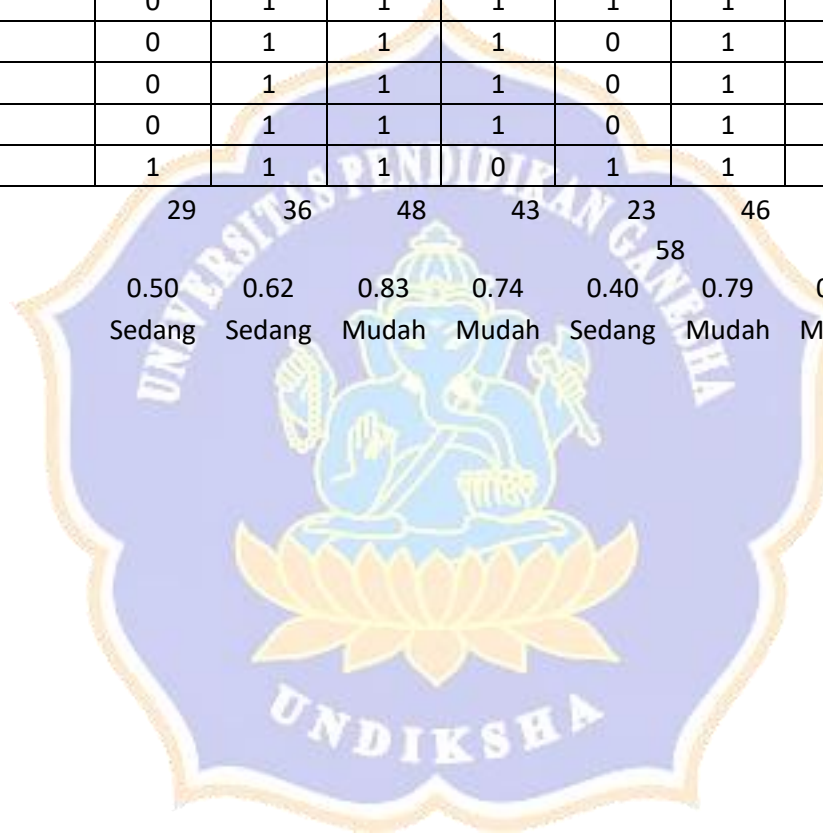 0 1 1 1 1 1
0 1 1 1 0 1
0 1 1 1 0 1
0 1 1 1 0 1
1 1 1 0 1 1
29 36 48 43 23 46
58
0.50 0.62 0.83 0.74 0.40 0.79
Sedang Sedang Mudah Mudah Sedang Mudah
UNIVERSITAS PENDIDIKAN GANESHA
UNDIKSHA